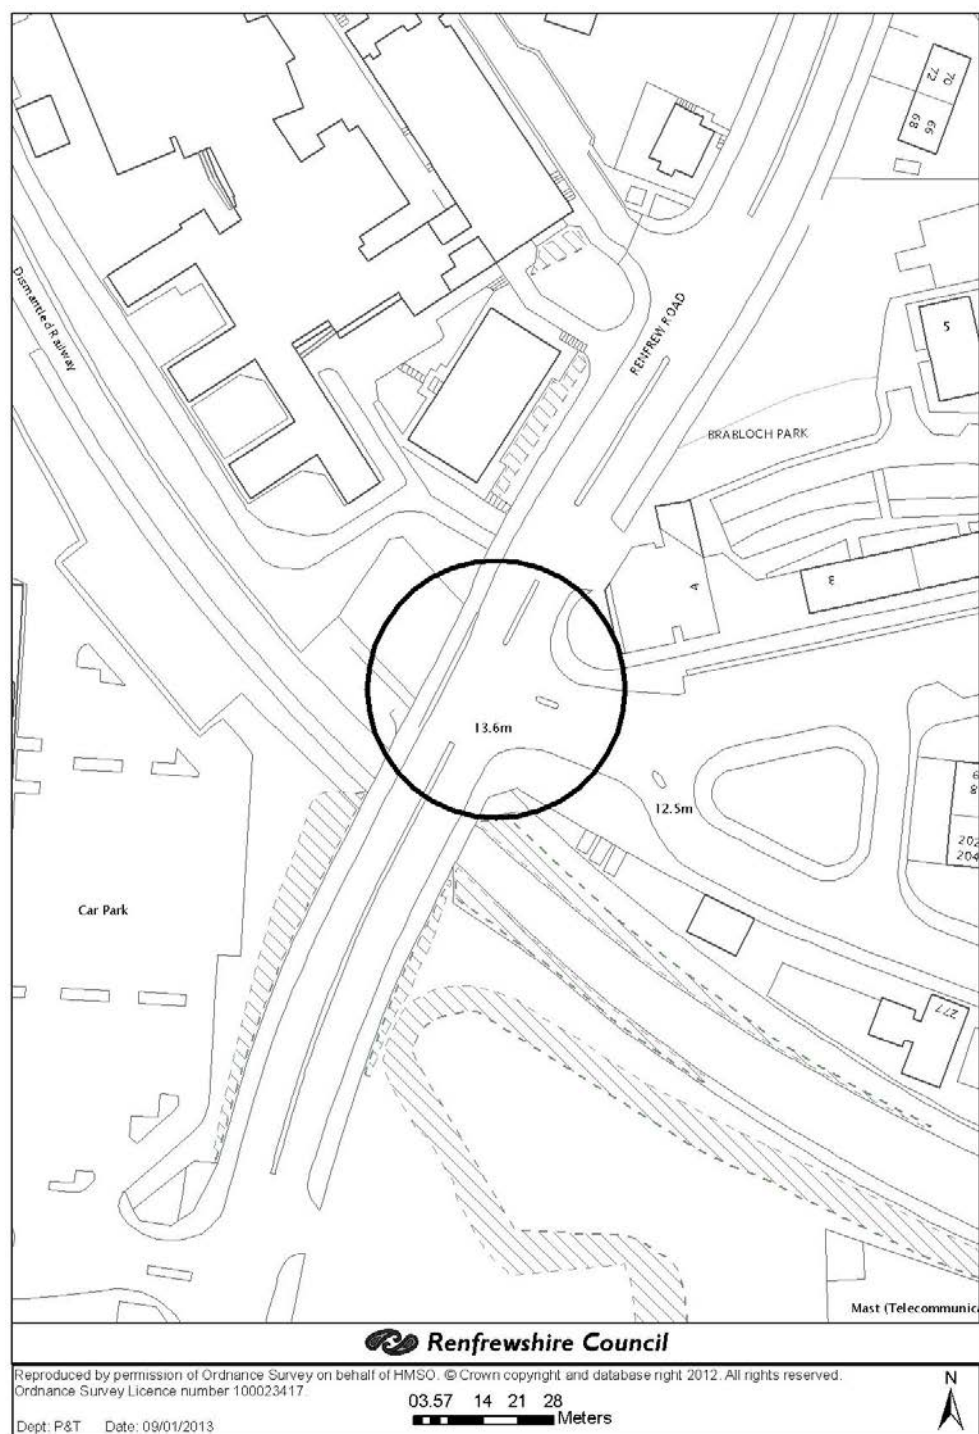 70
72
66
68
Dismantled Railway
RENFREW ROAD
5
BRABLOCH PARK
A
13.6m
12.5m
202
204
Car Park
277
Mast (Telecommunica
Renfrewshire Council
Reproduced by permission of Ordnance Survey on behalf of HMSO. © Crown copyright and database right 2012. All rights reserved.
Ordnance Survey Licence number 100023417.
Dept: P&T Date: 09/01/2013
03.57 14 21 28
Meters
N